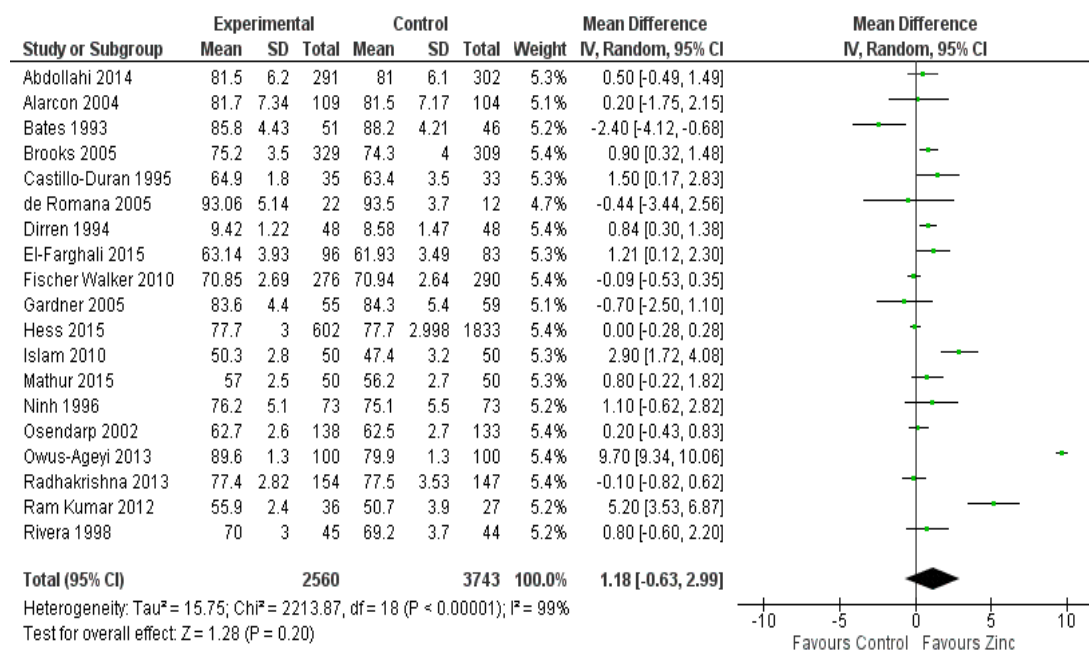 Experimental Control Mean Difference Mean Difference
Study or Subgroup Mean SD Total Mean SD Total Weight IV, Random, 95% CI IV, Random, 95% CI
Abdollahi 2014 81.5 6.2 291 81 6.1 302 5.3% 0.50 [-0.49, 1.49]
Alarcon 2004 81.7 7.34 109 81.5 7.17 104 5.1% 0.20 [-1.75, 2.15]
Bates 1993 85.8 4.43 51 88.2 4.21 46 5.2% -2.40 [-4.12, -0.68]
Brooks 2005 75.2 3.5 329 74.3 4 309 5.4% 0.90 [0.32, 1.48]
Castillo-Duran 1995 64.9 1.8 35 63.4 3.5 33 5.3% 1.50 [0.17, 2.83]
de Romana 2005 93.06 5.14 22 93.5 3.7 12 4.7% -0.44 [-3.44, 2.56]
Dirren 1994 9.42 1.22 48 8.58 1.47 48 5.4% 0.84 [0.30, 1.38]
El-Farghali 2015 63.14 3.93 96 61.93 3.49 83 5.3% 1.21 [0.12, 2.30]
Fischer Walker 2010 70.85 2.69 276 70.94 2.64 290 5.4% -0.09 [-0.53, 0.35]
Gardner 2005 83.6 4.4 55 84.3 5.4 59 5.1% -0.70 [-2.50, 1.10]
Hess 2015 77.7 3 602 77.7 2.998 1833 5.4% 0.00 [-0.28, 0.28]
Islam 2010 50.3 2.8 50 47.4 3.2 50 5.3% 2.90 [1.72, 4.08]
Mathur 2015 57 2.5 50 56.2 2.7 50 5.3% 0.80 [-0.22, 1.82]
Ninh 1996 76.2 5.1 73 75.1 5.5 73 5.2% 1.10 [-0.62, 2.82]
Osendarp 2002 62.7 2.6 138 62.5 2.7 133 5.4% 0.20 [-0.43, 0.83]
Owus-Ageyi 2013 89.6 1.3 100 79.9 1.3 100 5.4% 9.70 [9.34, 10.06]
Radhakrishna 2013 77.4 2.82 154 77.5 3.53 147 5.4% -0.10 [-0.82, 0.62]
Ram Kumar 2012 55.9 2.4 36 50.7 3.9 27 5.2% 5.20 [3.53, 6.87]
Rivera 1998 70 3 45 69.2 3.7 44 5.2% 0.80 [-0.60, 2.20]
Total (95% CI) 2560 3743 100.0% 1.18 [-0.63, 2.99]
Heterogeneity: Tau² = 15.75; Chi² = 2213.87, df = 18 (P < 0.00001); I² = 99%
Test for overall effect: Z = 1.28 (P = 0.20)
-10 -5 0 5 10
Favours Control Favours Zinc